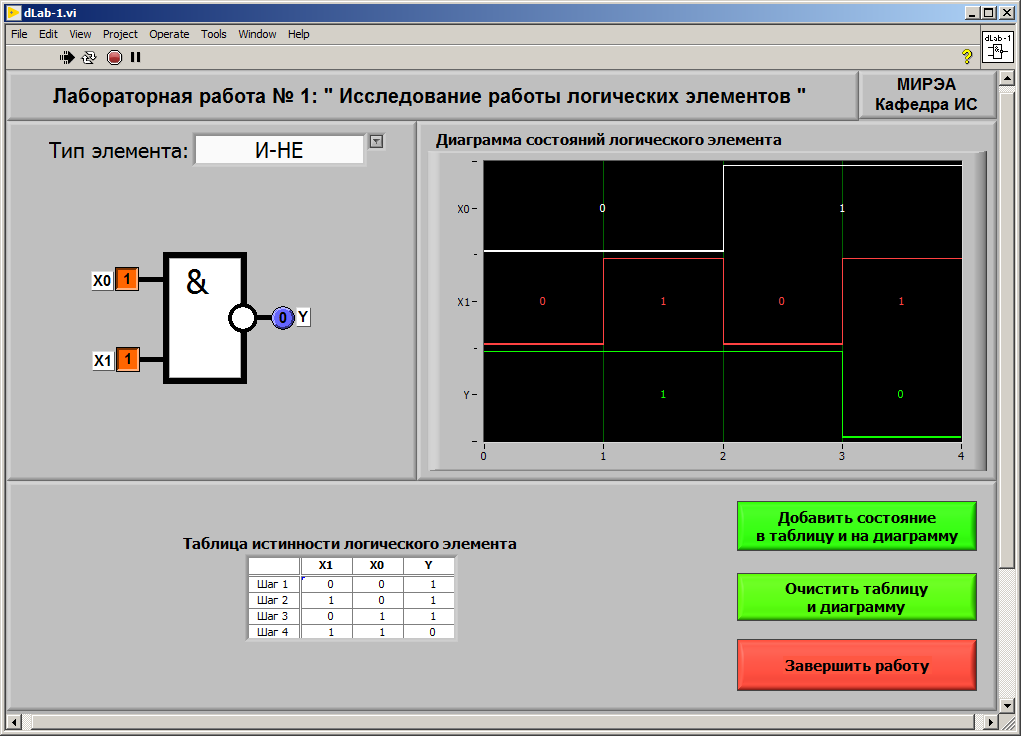 dLab-1.vi
File Edit View Project Operate Tools Window Help
?
dLab-1
&
Лабораторная работа № 1: " Исследование работы логических элементов "
МИРЭА
Кафедра ИС
Тип элемента: И-НЕ
&
X0 1
0 Y
X1 1
Диаграмма состояний логического элемента
X0 0 1
X1 0 1 0 1
Y 1 0
0 1 2 3 4
Таблица истинности логического элемента
X1 X0 Y
Шаг 1 0 0 1
Шаг 2 1 0 1
Шаг 3 0 1 1
Шаг 4 1 1 0
Добавить состояние
в таблицу и на диаграмму
Очистить таблицу
и диаграмму
Завершить работу